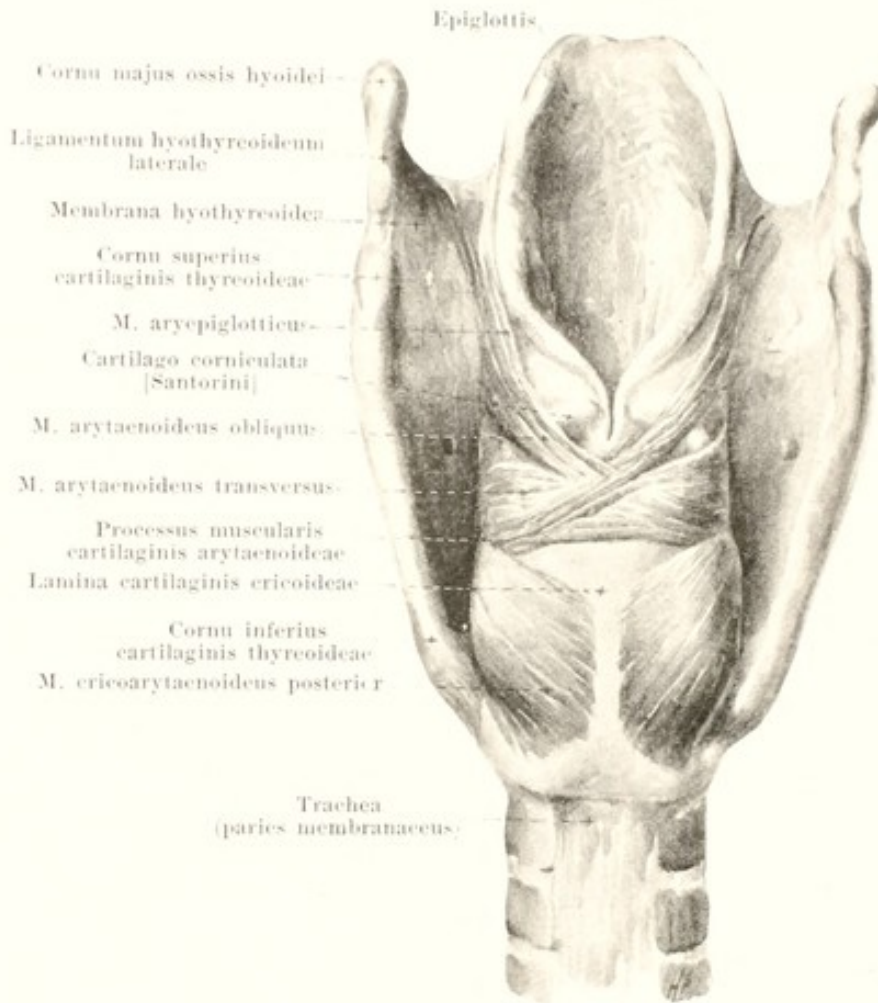 Epiglottis
Cornu majus ossis hyoidei
Ligamentum hyothyreoideum
laterale
Membrana hyothyreoidea
Cornu superius
cartilaginis thyreoideae
M. aryepiglotticus
Cartilago corniculata
[Santorini]
M. arytaenoideus obliquus
M. arytaenoideus transversus
Processus muscularis
cartilaginis arytaenoideae
Lamina cartilaginis cricoideae
Cornu inferius
cartilaginis thyreoideae
M. cricoarytaenoideus posterior
Trachea
(paries membranaceus)